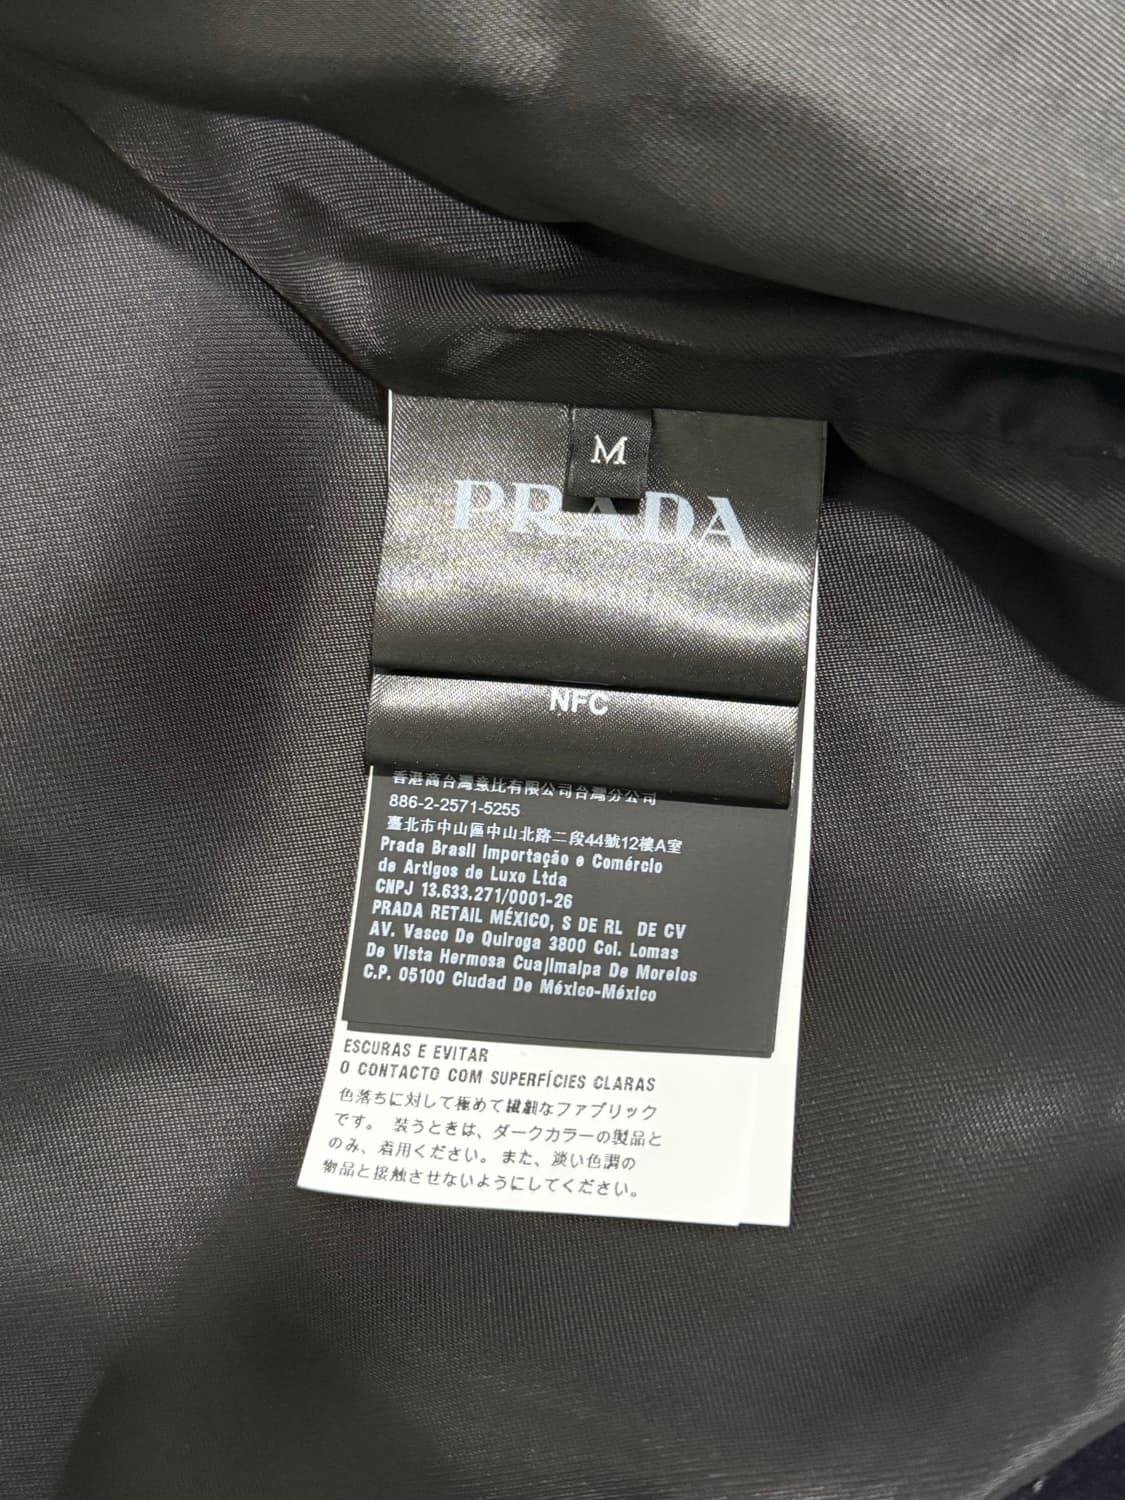 M
PRADA
NFC
香港商台灣意比有限公司台灣分公司
886-2-2571-5255
臺北市中山區中山北路二段44號12樓A室
Prada Brasil Importação e Comércio
de Artigos de Luxo Ltda
CNPJ 13.633.271/0001-26
PRADA RETAIL MÉXICO, S DE RL DE CV
AV. Vasco De Quiroga 3800 Col. Lomas
De Vista Hermosa Cuajimalpa De Morelos
C.P. 05100 Ciudad De México-México
ESCURAS E EVITAR
O CONTACTO COM SUPERFÍCIES CLARAS
色落ちに対して極めて繊細なファブリック
です。 装うときは、ダークカラーの製品と
のみ、着用ください。また、淡い色調の
物品と接触させないようにしてください。